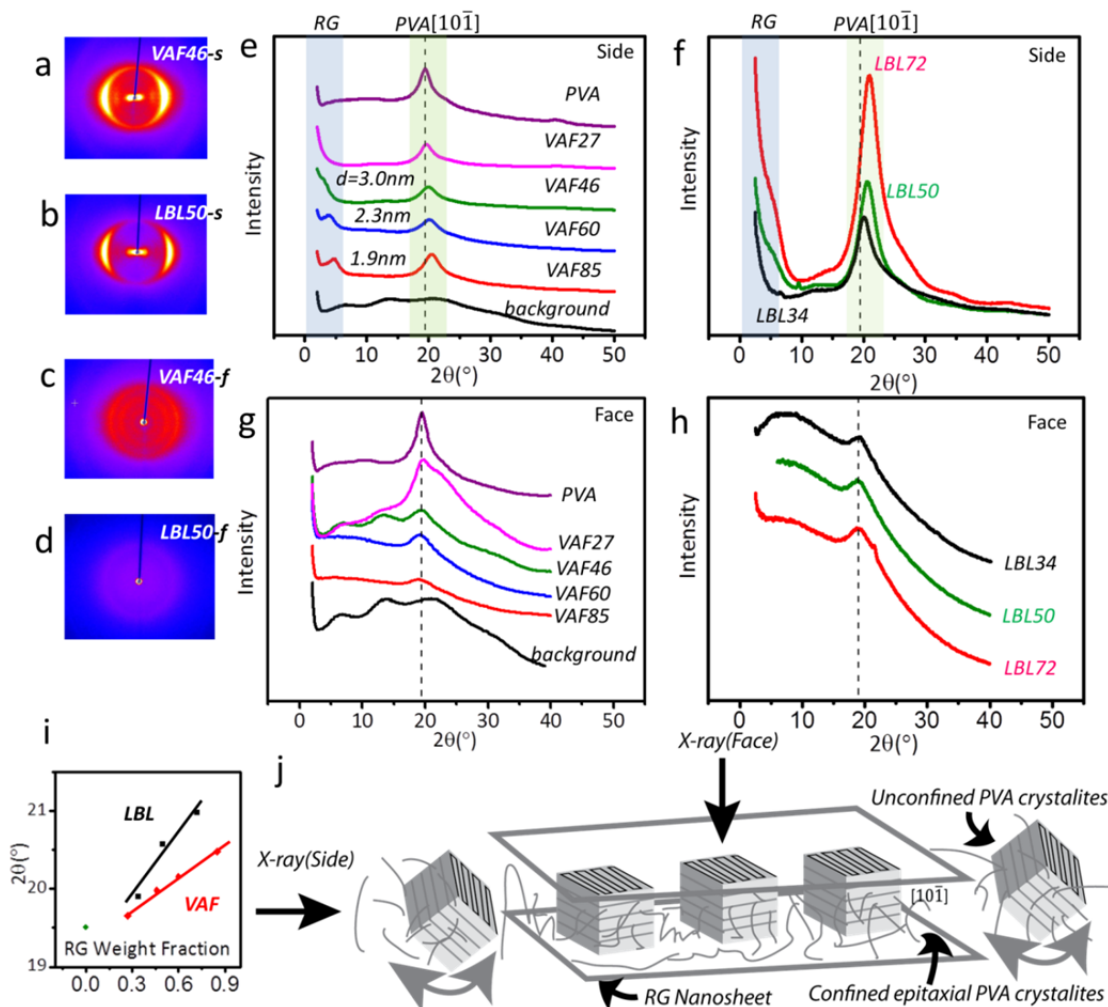 a
VAF46-s
b
LBL50-s
c
VAF46-f
d
LBL50-f
e
RG
PVA[101̅]
Side
PVA
VAF27
d=3.0nm
VAF46
2.3nm
VAF60
1.9nm
VAF85
background
Intensity
0 10 20 30 40 50
2θ(°)
f
RG
PVA[101̅]
Side
LBL72
LBL50
LBL34
Intensity
0 10 20 30 40 50
2θ(°)
g
Face
PVA
VAF27
VAF46
VAF60
VAF85
background
Intensity
0 10 20 30 40 50
2θ(°)
h
Face
LBL34
LBL50
LBL72
Intensity
0 10 20 30 40 50
2θ(°)
i
21
20
19
2θ(°)
LBL
VAF
RG Weight Fraction
0.0 0.3 0.6 0.9
j
X-ray(Face)
X-ray(Side)
Unconfined PVA crystalites
[101̅]
RG Nanosheet
Confined epitaxial PVA crystalites